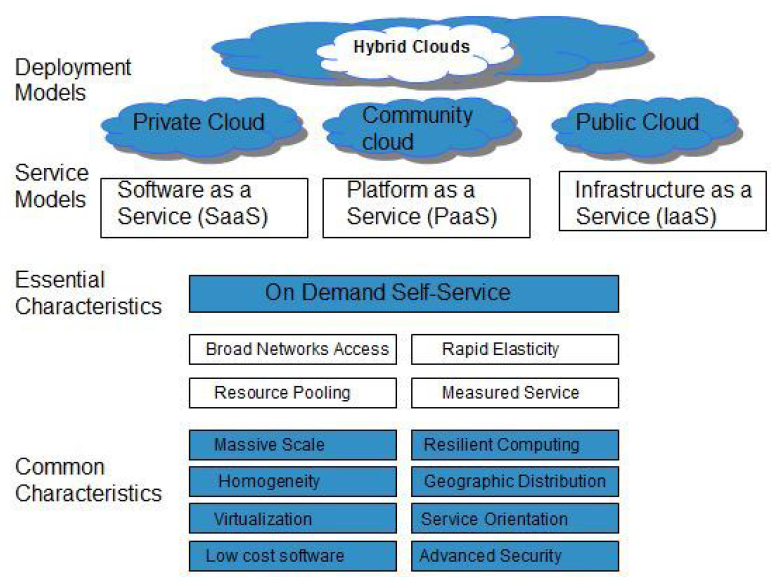 Hybrid Clouds
Deployment
Models
Private Cloud
Community
cloud
Public Cloud
Service
Models
Software as a
Service (SaaS)
Platform as a
Service (PaaS)
Infrastructure as a
Service (IaaS)
Essential
Characteristics
On Demand Self-Service
Broad Networks Access
Rapid Elasticity
Resource Pooling
Measured Service
Common
Characteristics
Massive Scale
Resilient Computing
Homogeneity
Geographic Distribution
Virtualization
Service Orientation
Low cost software
Advanced Security